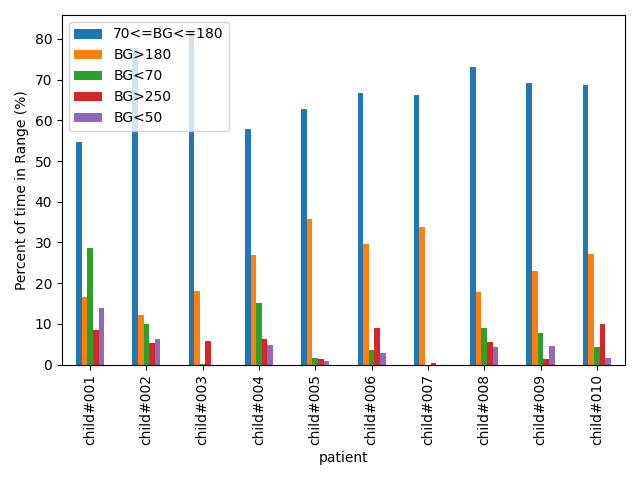 70<=BG<=180
BG>180
BG<70
BG>250
BG<50
Percent of time in Range (%)
80
70
60
50
40
30
20
10
0
child#001
child#002
child#003
child#004
child#005
child#006
child#007
child#008
child#009
child#010
patient